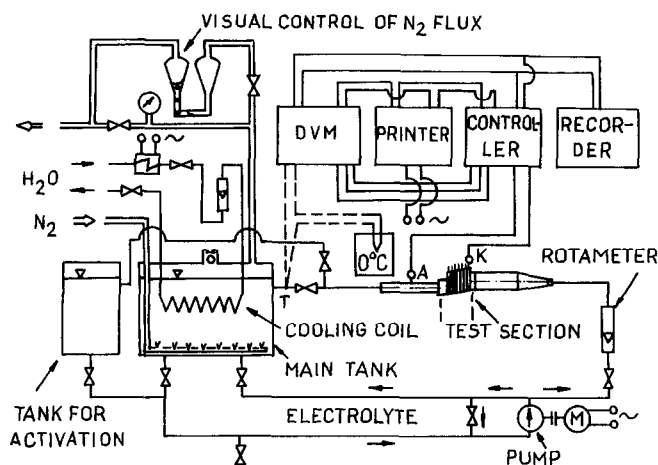 VISUAL CONTROL OF N2 FLUX
DVM
PRINTER
CONTROL-
LER
RECOR-
DER
H2O
N2
0°C
A
K
ROTAMETER
T
COOLING COIL
TEST SECTION
MAIN TANK
TANK FOR
ACTIVATION
ELECTROLYTE
M
PUMP